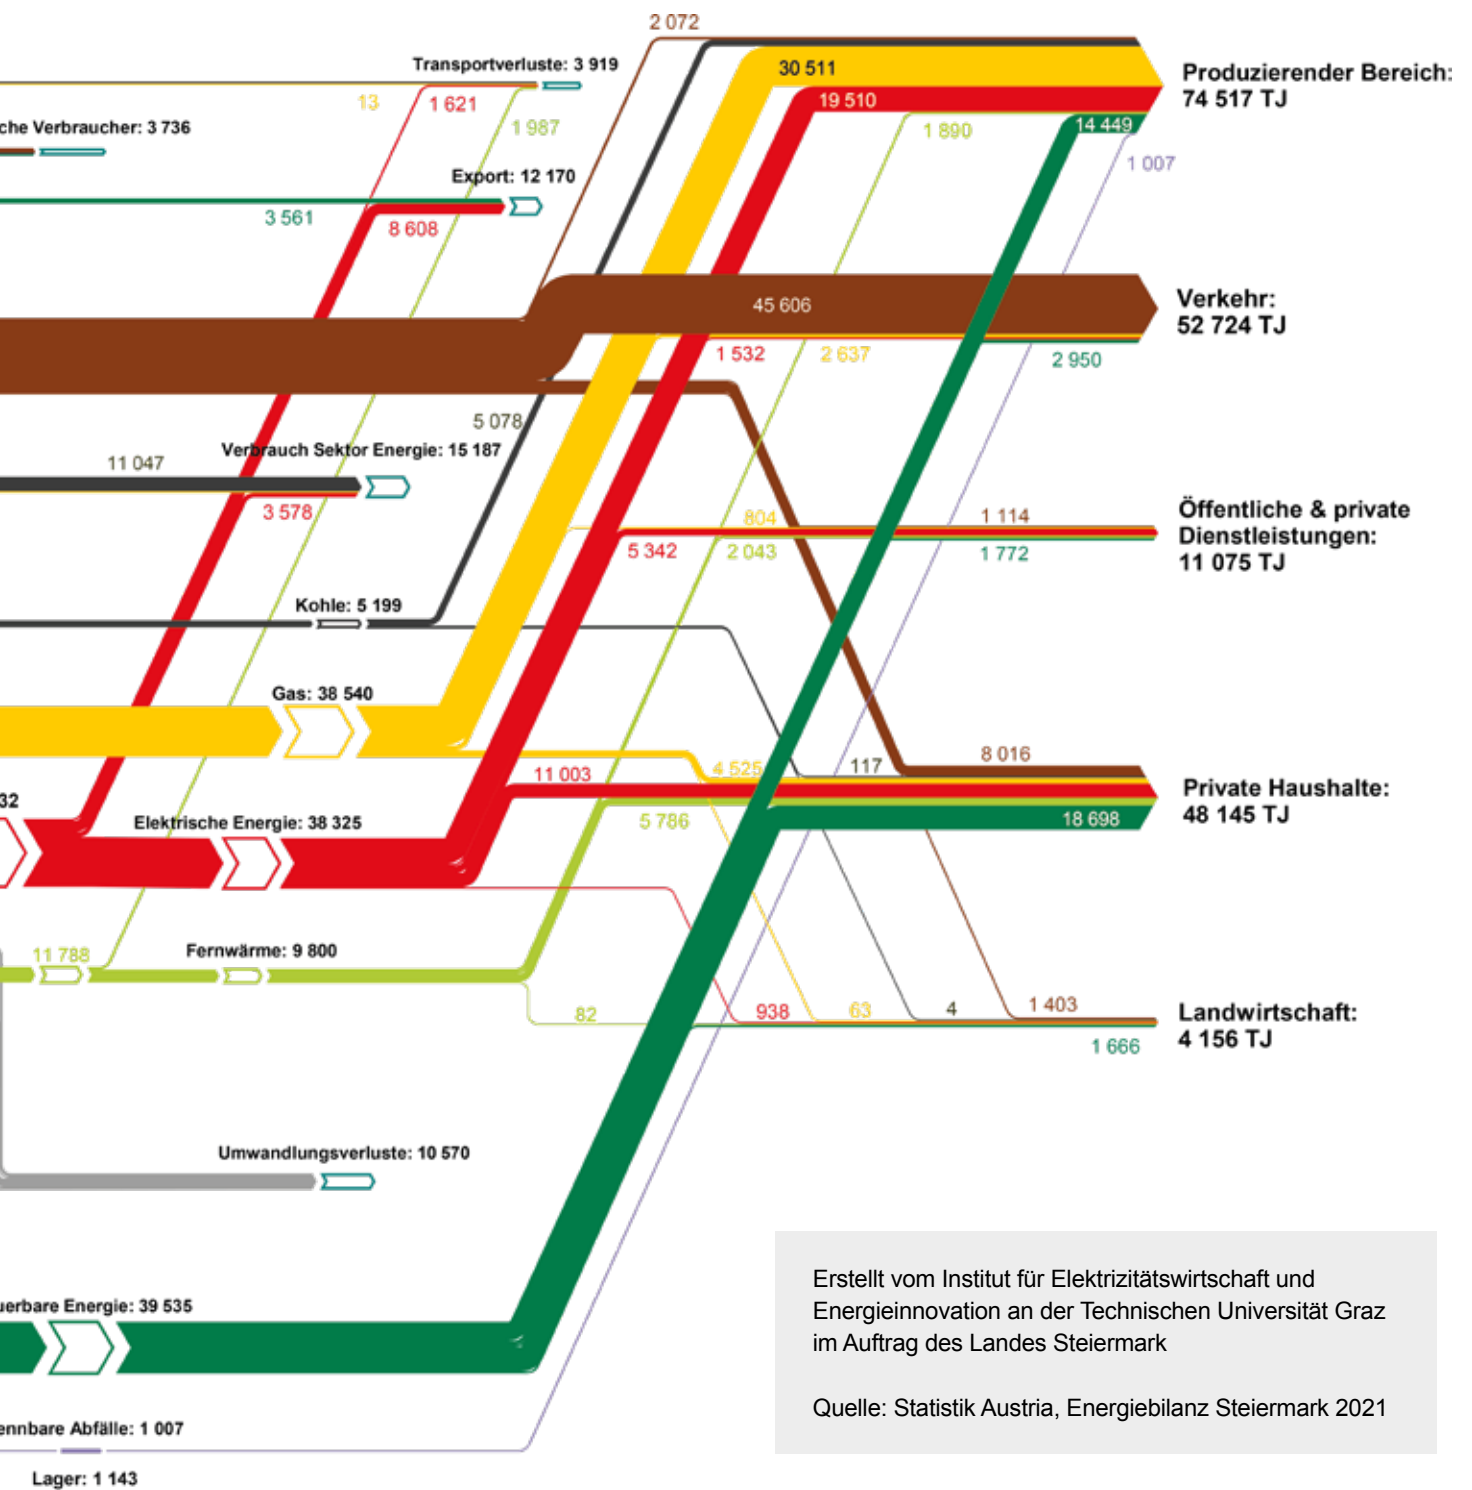 2 072
Transportverluste: 3 919
30 511
Produzierender Bereich:
74 517 TJ
13
1 621
19 510
1 987
1 890
14 449
che Verbraucher: 3 736
1 007
Export: 12 170
3 561
8 608
45 606
Verkehr:
52 724 TJ
1 532
2 637
2 950
5 078
11 047
Verbrauch Sektor Energie: 15 187
3 578
804
1 114
Öffentliche & private
Dienstleistungen:
11 075 TJ
5 342
2 043
1 772
Kohle: 5 199
Gas: 38 540
11 003
4 525
117
8 016
Private Haushalte:
48 145 TJ
32
Elektrische Energie: 38 325
5 786
18 698
11 788
Fernwärme: 9 800
82
938
63
4
1 403
Landwirtschaft:
4 156 TJ
1 666
Umwandlungsverluste: 10 570
uerbare Energie: 39 535
ennbare Abfälle: 1 007
Lager: 1 143
Erstellt vom Institut für Elektrizitätswirtschaft und
Energieinnovation an der Technischen Universität Graz
im Auftrag des Landes Steiermark
Quelle: Statistik Austria, Energiebilanz Steiermark 2021